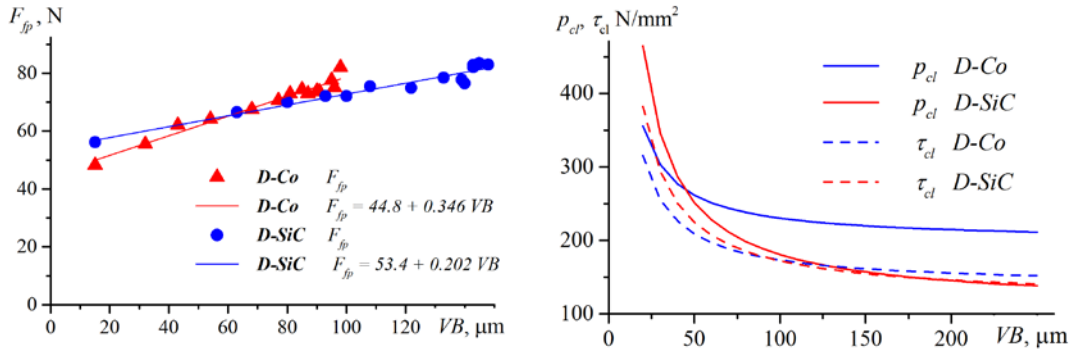 F_fp, N
80
60
40
20
0
0 20 40 60 80 100 120 VB, μm
D-Co F_fp
D-Co F_fp = 44.8 + 0.346 VB
D-SiC F_fp
D-SiC F_fp = 53.4 + 0.202 VB
p_cl, τ_cl N/mm²
400
300
250
200
150
100
0 50 100 150 200 VB, μm
p_cl D-Co
p_cl D-SiC
τ_cl D-Co
τ_cl D-SiC